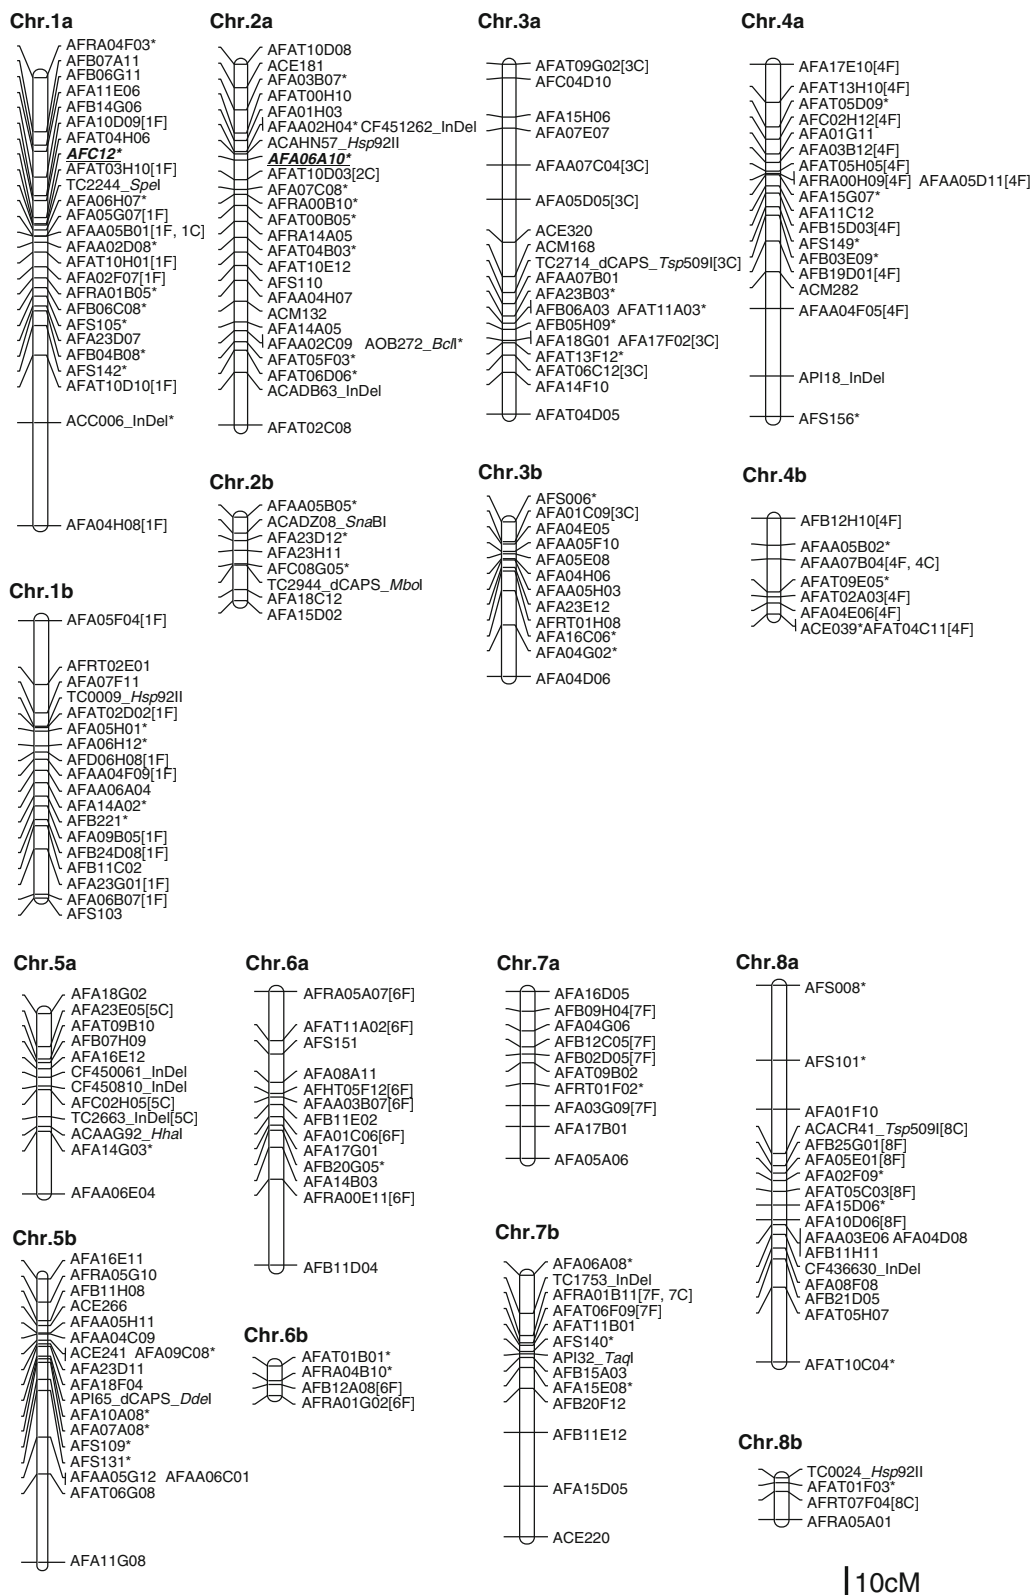 Chr.1a
AFRA04F03*
AFB07A11
AFB06G11
AFA11E06
AFB14G06
AFA10D09[1F]
AFAT04H06
AFC12*
AFAT03H10[1F]
TC2244_SpeI
AFA06H07*
AFA05G07[1F]
AFAA05B01[1F, 1C]
AFAA02D08*
AFAT10H01[1F]
AFA02F07[1F]
AFRA01B05*
AFB06C08*
AFS105*
AFA23D07
AFB04B08*
AFS142*
AFAT10D10[1F]
ACC006_InDel*
AFA04H08[1F]
Chr.2a
AFAT10D08
ACE181
AFA03B07*
AFAT00H10
AFA01H03
AFAA02H04* CF451262_InDel
ACAHN57_Hsp92II
AFA06A10*
AFAT10D03[2C]
AFA07C08*
AFRA00B10*
AFAT00B05*
AFRA14A05
AFAT04B03*
AFAT10E12
AFS110
AFAA04H07
ACM132
AFA14A05
AFAA02C09 AOB272_BclI*
AFAT05F03*
AFAT06D06*
ACADB63_InDel
AFAT02C08
Chr.3a
AFAT09G02[3C]
AFC04D10
AFA15H06
AFA07E07
AFAA07C04[3C]
AFA05D05[3C]
ACE320
ACM168
TC2714_dCAPS_Tsp509I[3C]
AFAA07B01
AFA23B03*
AFB06A03 AFAT11A03*
AFB05H09*
AFA18G01 AFA17F02[3C]
AFAT13F12*
AFAT06C12[3C]
AFA14F10
AFAT04D05
Chr.4a
AFA17E10[4F]
AFAT13H10[4F]
AFAT05D09*
AFC02H12[4F]
AFA01G11
AFA03B12[4F]
AFAT05H05[4F]
AFRA00H09[4F] AFAA05D11[4F]
AFA15G07*
AFA11C12
AFB15D03[4F]
AFS149*
AFB03E09*
AFB19D01[4F]
ACM282
AFAA04F05[4F]
API18_InDel
AFS156*
Chr.1b
AFA05F04[1F]
AFRT02E01
AFA07F11
TC0009_Hsp92II
AFAT02D02[1F]
AFA05H01*
AFA06H12*
AFD06H08[1F]
AFAA04F09[1F]
AFAA06A04
AFA14A02*
AFB221*
AFA09B05[1F]
AFB24D08[1F]
AFB11C02
AFA23G01[1F]
AFA06B07[1F]
AFS103
Chr.2b
AFAA05B05*
ACADZ08_SnaBI
AFA23D12*
AFA23H11
AFC08G05*
TC2944_dCAPS_MboI
AFA18C12
AFA15D02
Chr.3b
AFS006*
AFA01C09[3C]
AFA04E05
AFAA05F10
AFA05E08
AFA04H06
AFAA05H03
AFA23E12
AFRT01H08
AFA16C06*
AFA04G02*
AFA04D06
Chr.4b
AFB12H10[4F]
AFAA05B02*
AFAA07B04[4F, 4C]
AFAT09E05*
AFAT02A03[4F]
AFA04E06[4F]
ACE039*AFAT04C11[4F]
Chr.5a
AFA18G02
AFA23E05[5C]
AFAT09B10
AFB07H09
AFA16E12
CF450061_InDel
CF450810_InDel
AFC02H05[5C]
TC2663_InDel[5C]
ACAAG92_HhaI
AFA14G03*
AFAA06E04
Chr.6a
AFRA05A07[6F]
AFAT11A02[6F]
AFS151
AFA08A11
AFHT05F12[6F]
AFAA03B07[6F]
AFB11E02
AFA01C06[6F]
AFA17G01
AFB20G05*
AFA14B03
AFRA00E11[6F]
AFB11D04
Chr.7a
AFA16D05
AFB09H04[7F]
AFA04G06
AFB12C05[7F]
AFB02D05[7F]
AFAT09B02
AFRT01F02*
AFA03G09[7F]
AFA17B01
AFA05A06
Chr.8a
AFS008*
AFS101*
AFA01F10
ACACR41_Tsp509I[8C]
AFB25G01[8F]
AFA05E01[8F]
AFA02F09*
AFAT05C03[8F]
AFA15D06*
AFA10D06[8F]
AFAA03E06 AFA04D08
AFB11H11
CF436630_InDel
AFA08F08
AFB21D05
AFAT05H07
AFAT10C04*
Chr.5b
AFA16E11
AFRA05G10
AFB11H08
ACE266
AFAA05H11
AFAA04C09
ACE241 AFA09C08*
AFA23D11
AFA18F04
API65_dCAPS_DdeI
AFA10A08*
AFA07A08*
AFS109*
AFS131*
AFAA05G12 AFAA06C01
AFAT06G08
AFA11G08
Chr.6b
AFAT01B01*
AFRA04B10*
AFB12A08[6F]
AFRA01G02[6F]
Chr.7b
AFA06A08*
TC1753_InDel
AFRA01B11[7F, 7C]
AFAT06F09[7F]
AFAT11B01
AFS140*
API32_TaqI
AFB15A03
AFA15E08*
AFB20F12
AFB11E12
AFA15D05
ACE220
Chr.8b
TC0024_Hsp92II
AFAT01F03*
AFRT07F04[8C]
AFRA05A01
10cM